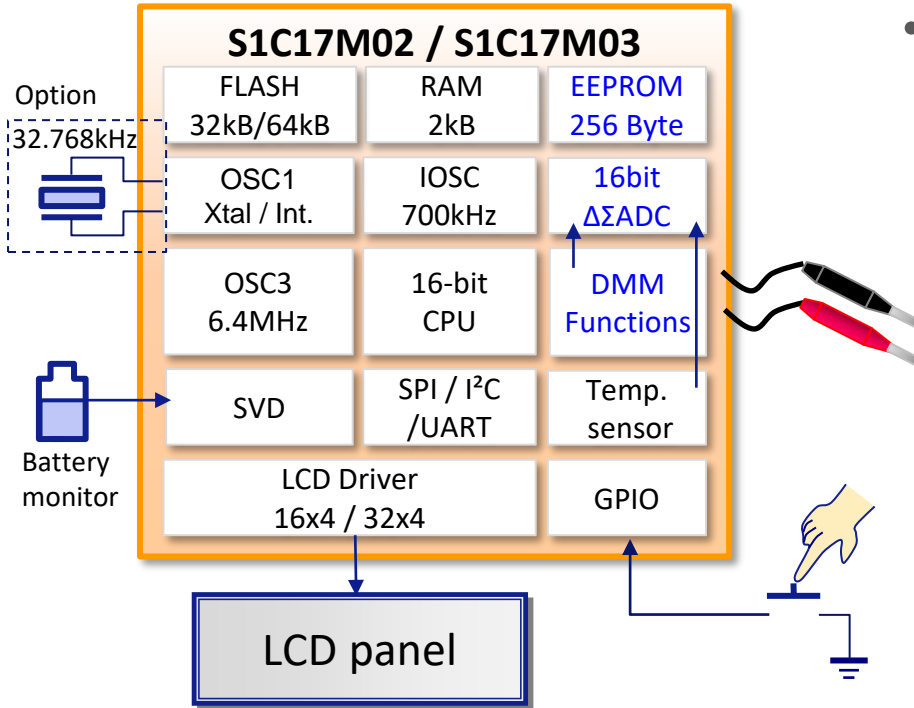 S1C17M02 / S1C17M03
Option
32.768kHz
FLASH
32kB/64kB
RAM
2kB
EEPROM
256 Byte
OSC1
Xtal / Int.
IOSC
700kHz
16bit
ΔΣADC
OSC3
6.4MHz
16-bit
CPU
DMM
Functions
SVD
SPI / I²C
/UART
Temp.
sensor
Battery
monitor
LCD Driver
16x4 / 32x4
GPIO
LCD panel